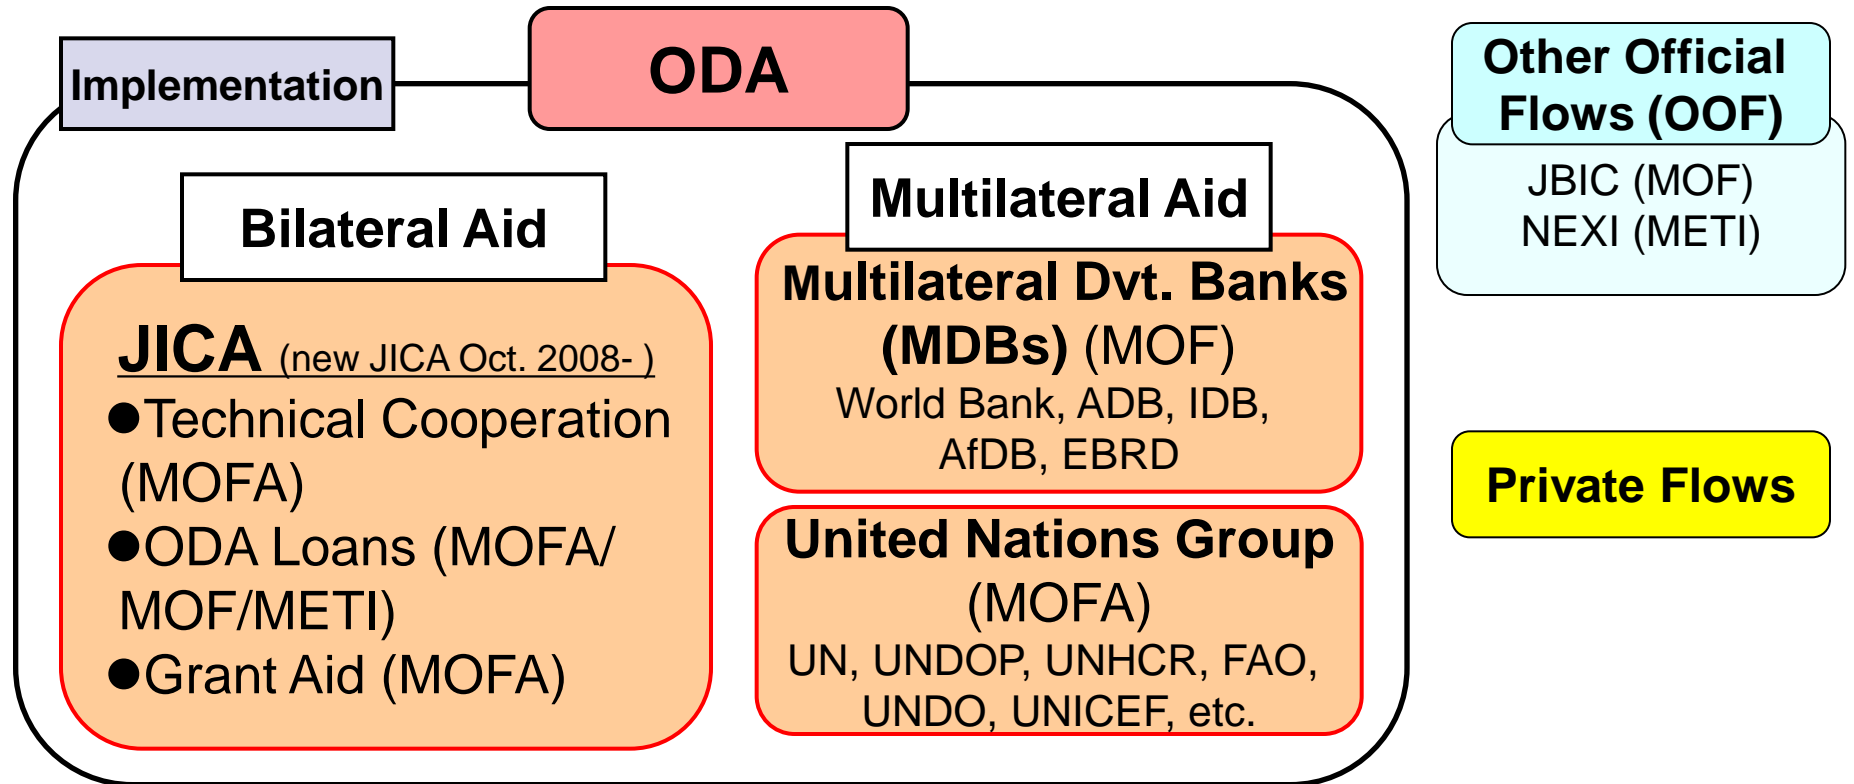 Implementation
ODA
Bilateral Aid
JICA (new JICA Oct. 2008- )
●Technical Cooperation
(MOFA)
●ODA Loans (MOFA/
MOF/METI)
●Grant Aid (MOFA)
Multilateral Aid
Multilateral Dvt. Banks
(MDBs) (MOF)
World Bank, ADB, IDB,
AfDB, EBRD
United Nations Group
(MOFA)
UN, UNDOP, UNHCR, FAO,
UNDO, UNICEF, etc.
Other Official
Flows (OOF)
JBIC (MOF)
NEXI (METI)
Private Flows